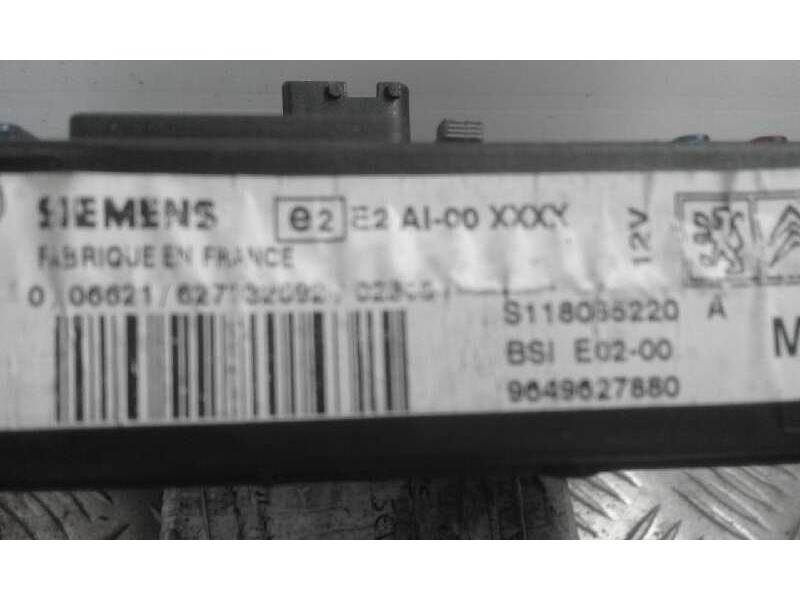 SIEMENS
e2 E2 AI-00 XXXX
12V
FABRIQUE EN FRANCE
S118085220 A
BSI E02-00
9649627880
M